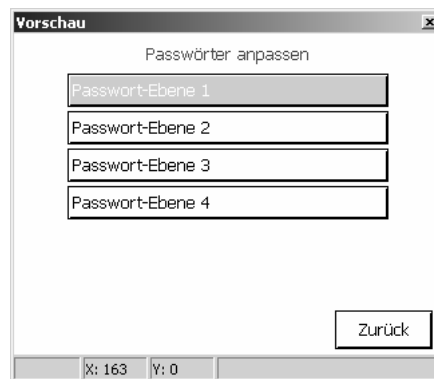 Vorschau
Passwörter anpassen
Passwort-Ebene 1
Passwort-Ebene 2
Passwort-Ebene 3
Passwort-Ebene 4
Zurück
X: 163 Y: 0